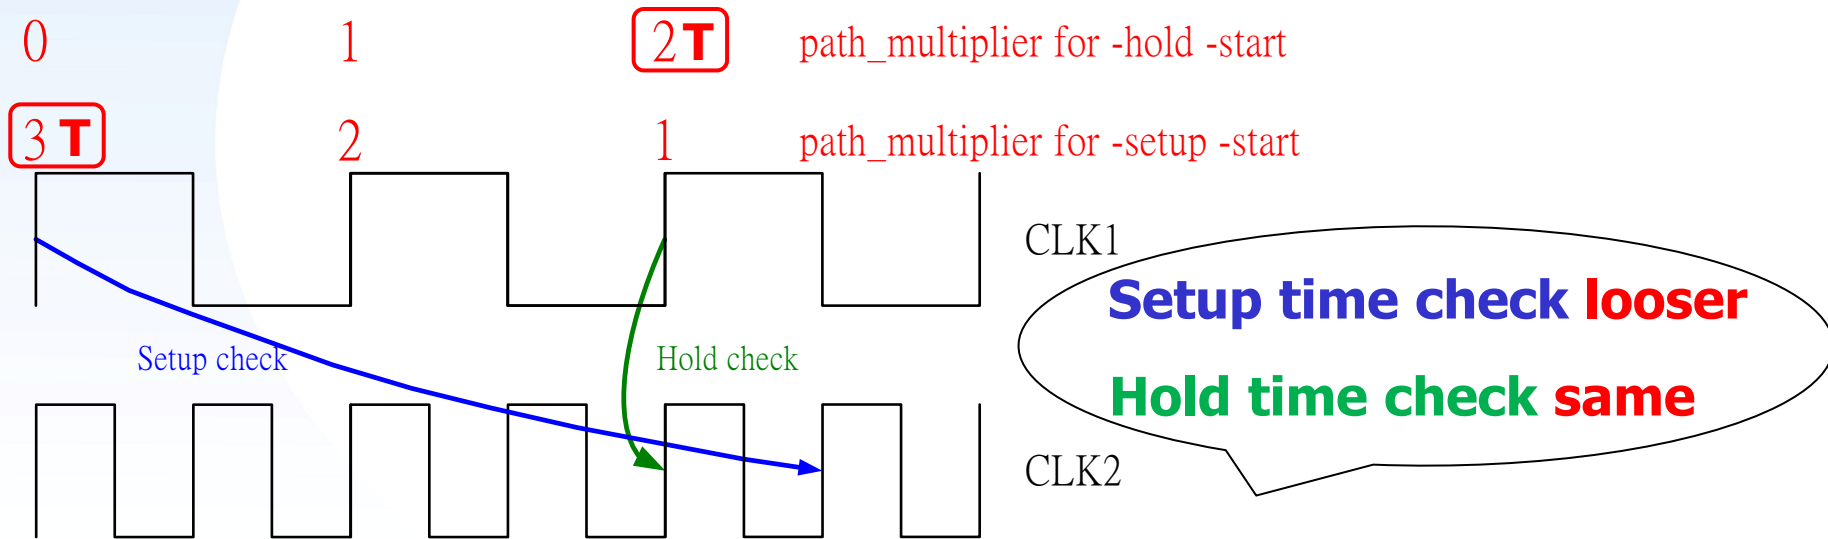 0 1 2T path_multiplier for -hold -start
3 T 2 1 path_multiplier for -setup -start
CLK1
Setup time check looser
Setup check
Hold check
Hold time check same
CLK2